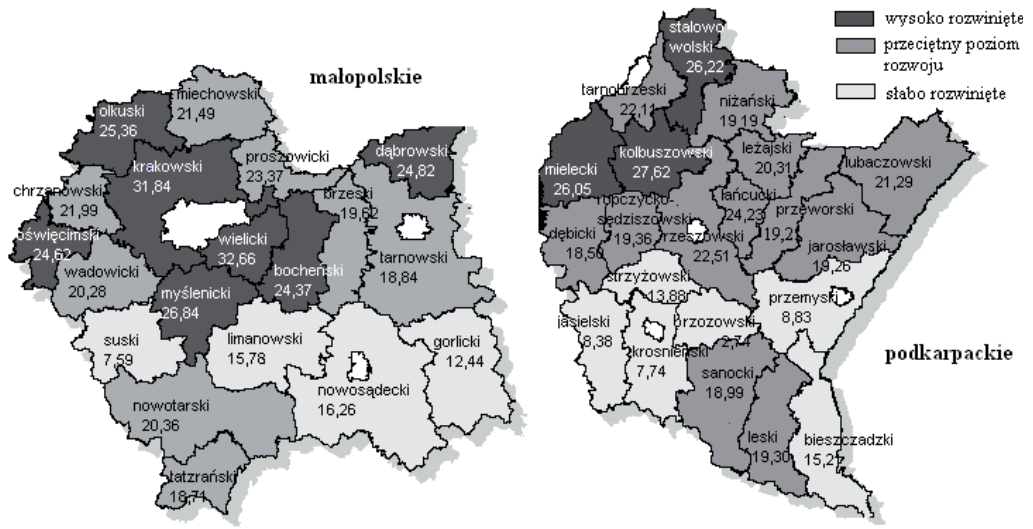 małopolskie
miechowski
21,49
olkuski
25,36
krakowski
31,84
proszowicki
23,37
dąbrowski
24,82
chrzanowski
21,99
brzeski
19,62
oświęcimski
24,62
wielicki
32,66
tarnowski
18,84
wadowicki
20,28
bocheński
24,37
myślenicki
26,84
suski
7,59
limanowski
15,78
gorlicki
12,44
nowosądecki
16,26
nowotarski
20,36
tatrzański
18,71
wysoko rozwinięte
przeciętny poziom
rozwoju
słabo rozwinięte
stalowo
wolski
26,22
tarnobrzeski
22,11
niżański
19 19
mielecki
26,05
kolbuszowski
27,62
leżajski
20,31
lubaczowski
21,29
łańcucki
24,23
ropczycko-
sędziszowski
19,36
przeworski
19,21
dębicki
18,50
rzeszowski
22,51
jarosławski
19,26
strzyżowski
13,88
przemyski
8,83
jasielski
8,38
brzozowski
2,74
krośnieński
7,74
sanocki
18,99
leski
19,30
bieszczadzki
15,21
podkarpackie